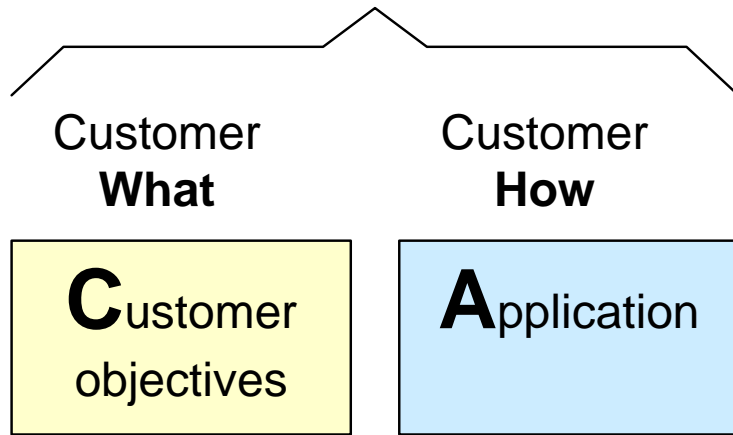 Customer
What
Customer
How
Customer
objectives
Application